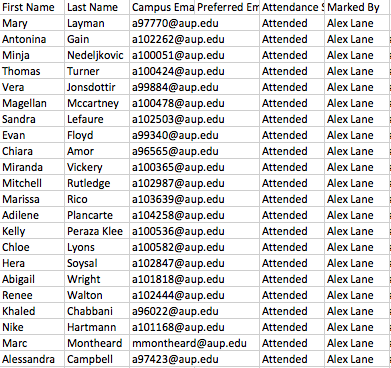 First Name Last Name Campus Ema Preferred Em Attendance S Marked By
Mary Layman a97770@aup.edu Attended Alex Lane
Antonina Gain a102262@aup.edu Attended Alex Lane
Minja Nedeljkovic a100051@aup.edu Attended Alex Lane
Thomas Turner a100424@aup.edu Attended Alex Lane
Vera Jonsdottir a99884@aup.edu Attended Alex Lane
Magellan Mccartney a100478@aup.edu Attended Alex Lane
Sandra Lefaure a102503@aup.edu Attended Alex Lane
Evan Floyd a99340@aup.edu Attended Alex Lane
Chiara Amor a96565@aup.edu Attended Alex Lane
Miranda Vickery a100365@aup.edu Attended Alex Lane
Mitchell Rutledge a102987@aup.edu Attended Alex Lane
Marissa Rico a103639@aup.edu Attended Alex Lane
Adilene Plancarte a104258@aup.edu Attended Alex Lane
Kelly Peraza Klee a100536@aup.edu Attended Alex Lane
Chloe Lyons a100582@aup.edu Attended Alex Lane
Hera Soysal a102847@aup.edu Attended Alex Lane
Abigail Wright a101818@aup.edu Attended Alex Lane
Renee Walton a102444@aup.edu Attended Alex Lane
Khaled Chabbani a96022@aup.edu Attended Alex Lane
Nike Hartmann a101168@aup.edu Attended Alex Lane
Marc Montheard mmontheard@aup.edu Attended Alex Lane
Alessandra Campbell a97423@aup.edu Attended Alex Lane